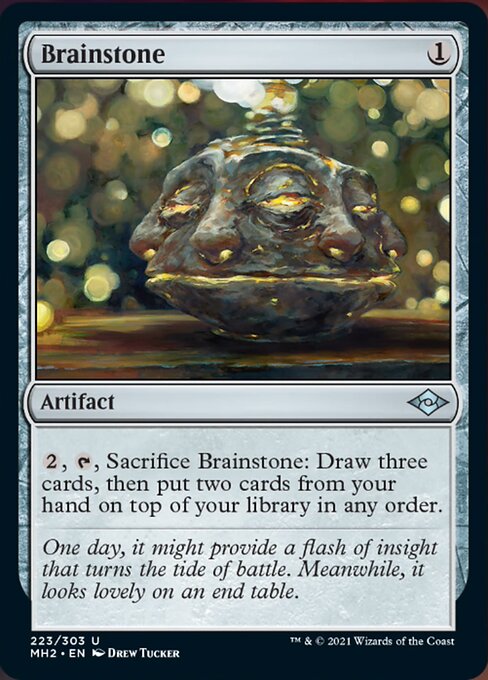 Brainstone 1
Artifact
2, T, Sacrifice Brainstone: Draw three
cards, then put two cards from your
hand on top of your library in any order.
One day, it might provide a flash of insight
that turns the tide of battle. Meanwhile, it
looks lovely on an end table.
223/303 U
™ & © 2021 Wizards of the Coast
MH2 • EN Drew Tucker